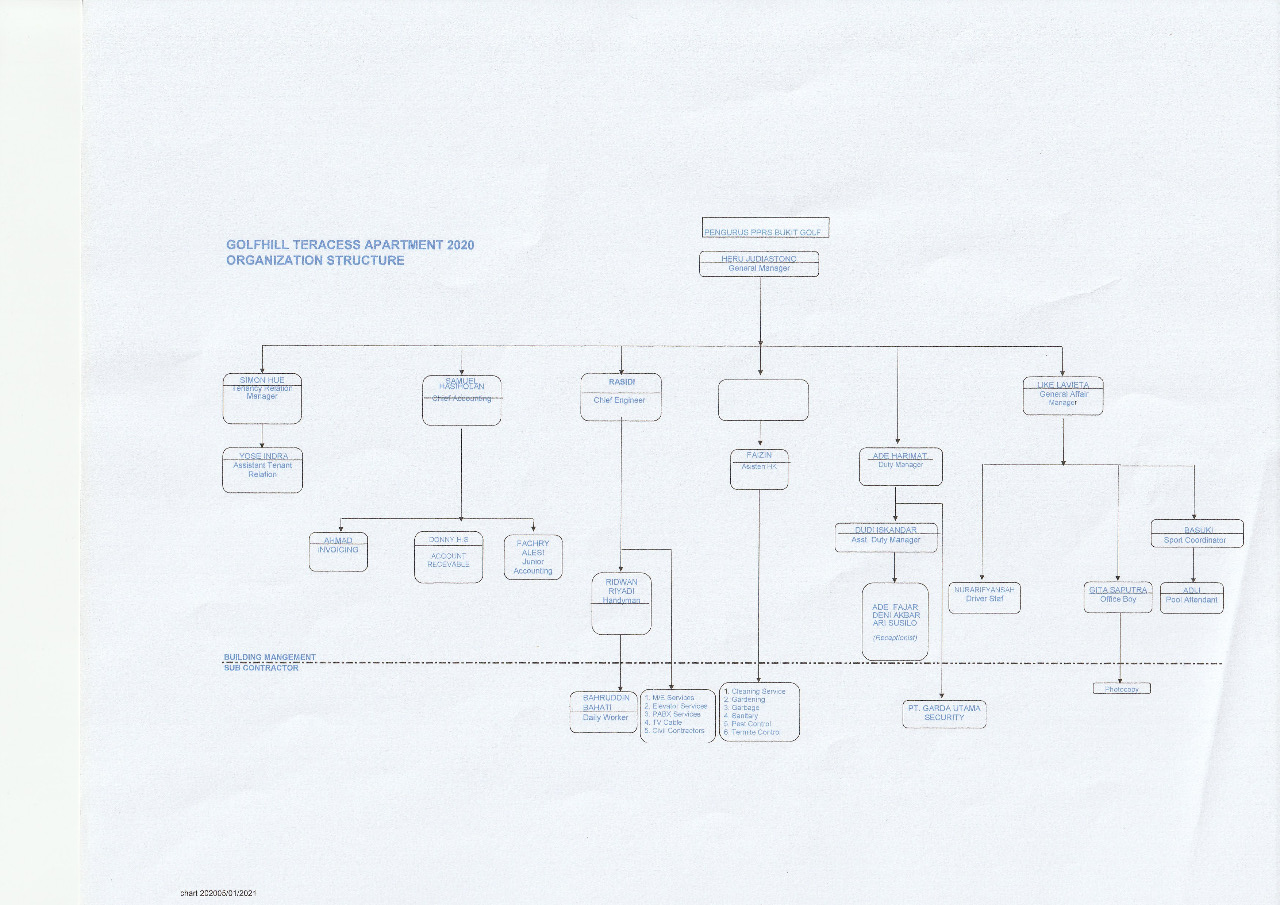 PENGURUS PPRS BUKIT GOLF
GOLFHILL TERACESS APARTMENT 2020
ORGANIZATION STRUCTURE
HERU JUDIASTONO
General Manager
SIMON HUE
Tenancy Relation
Manager
SAMUEL
HASIHOLAN
Chief Accounting
RASIDI
Chief Engineer
LIKE LAVIETA
General Affair
Manager
YOSE INDRA
Assistant Tenant
Relation
FAIZIN
Asisten HK
ADE HARIMAT
Duty Manager
AHMAD
INVOICING
DONNY H.S
ACCOUNT
RECEVABLE
FACHRY
ALESI
Junior
Accounting
DUDI ISKANDAR
Asst. Duty Manager
BASUKI
Sport Coordinator
RIDWAN
RIYADI
Handyman
ADE FAJAR
DENI AKBAR
ARI SUSILO
(Receptionist)
NURARIFYANSAH
Driver Staf
GITA SAPUTRA
Office Boy
ADLI
Pool Attendant
BUILDING MANGEMENT
SUB CONTRACTOR
BAHRUDDIN
BAHATI
Daily Worker
1. M/E Services
2. Elevator Services
3. PABX Services
4. TV Cable
5. Civil Contractors
1. Cleaning Service
2. Gardening
3. Garbage
4. Sanitary
5. Pest Control
6. Termite Control
PT. GARDA UTAMA
SECURITY
Photocopy
chart 202005/01/2021